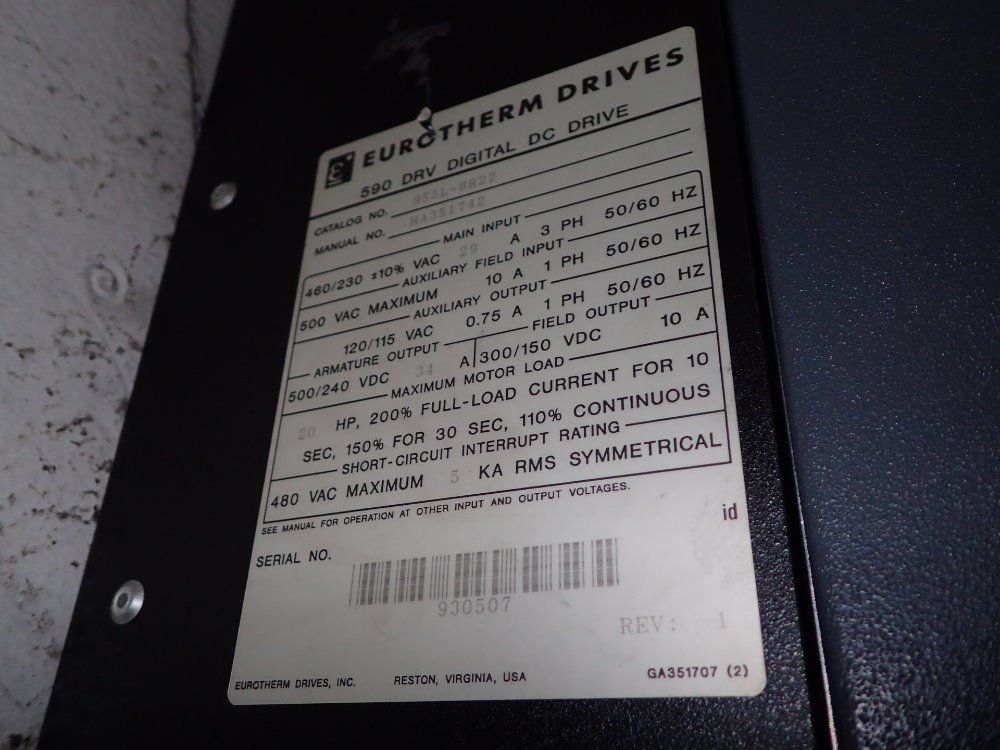 EUROTHERM DRIVES
590 DRV DIGITAL DC DRIVE
CATALOG NO. 955L-8R22
MANUAL NO. HA351742
MAIN INPUT
460/230 ±10% VAC 29 A 3 PH 50/60 HZ
AUXILIARY FIELD INPUT
500 VAC MAXIMUM 10 A 1 PH 50/60 HZ
AUXILIARY OUTPUT
120/115 VAC 0.75 A 1 PH 50/60 HZ
ARMATURE OUTPUT FIELD OUTPUT
500/240 VDC 34 A 300/150 VDC 10 A
MAXIMUM MOTOR LOAD
20 HP, 200% FULL-LOAD CURRENT FOR 10
SEC, 150% FOR 30 SEC, 110% CONTINUOUS
SHORT-CIRCUIT INTERRUPT RATING
480 VAC MAXIMUM 5 KA RMS SYMMETRICAL
SEE MANUAL FOR OPERATION AT OTHER INPUT AND OUTPUT VOLTAGES.
id
SERIAL NO.
930507
REV: 1
EUROTHERM DRIVES, INC. RESTON, VIRGINIA, USA GA351707 (2)